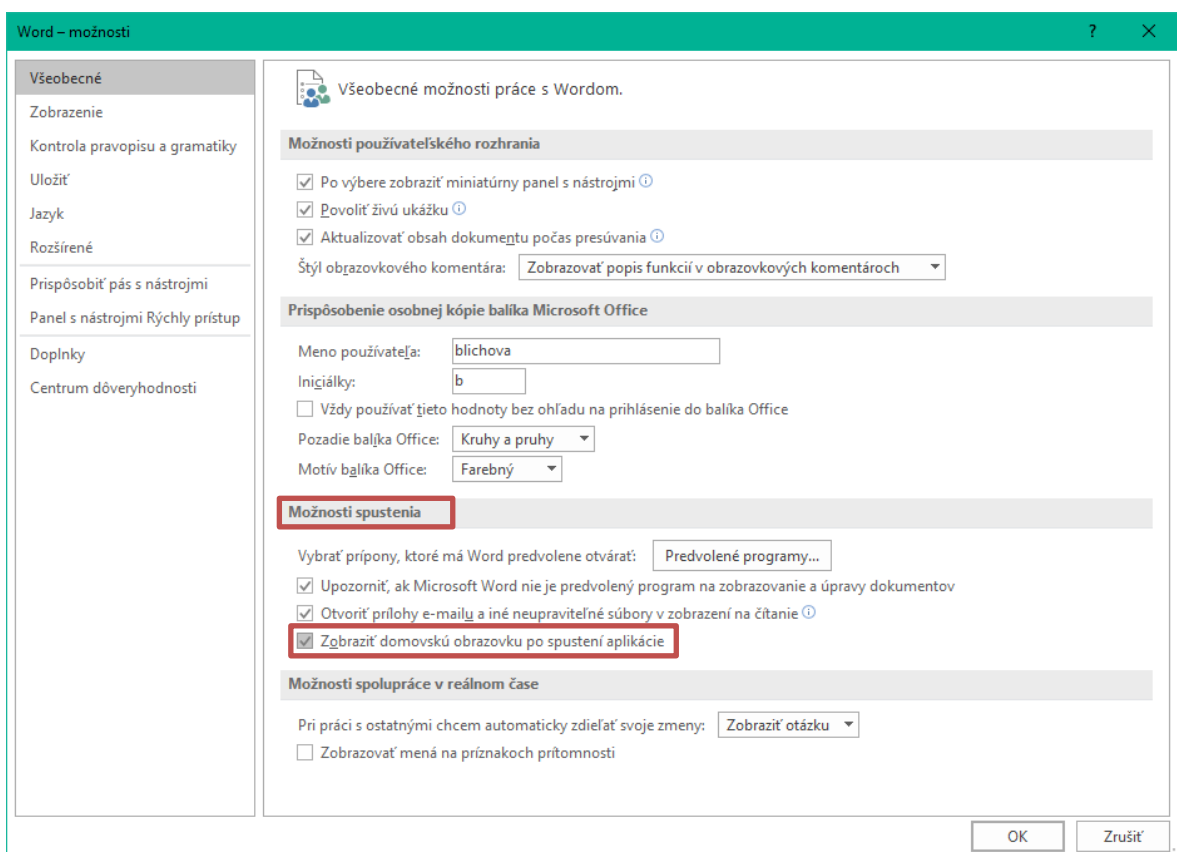 Word – možnosti
?
Všeobecné
Zobrazenie
Kontrola pravopisu a gramatiky
Uložiť
Jazyk
Rozšírené
Prispôsobiť pás s nástrojmi
Panel s nástrojmi Rýchly prístup
Doplnky
Centrum dôveryhodnosti
Všeobecné možnosti práce s Wordom.
Možnosti používateľského rozhrania
Po výbere zobraziť miniatúrny panel s nástrojmi
Povoliť živú ukážku
Aktualizovať obsah dokumentu počas presúvania
Štýl obrazovkového komentára: Zobrazovať popis funkcií v obrazovkových komentároch
Prispôsobenie osobnej kópie balíka Microsoft Office
Meno používateľa: blichova
Iniciálky: b
Vždy používať tieto hodnoty bez ohľadu na prihlásenie do balíka Office
Pozadie balíka Office: Kruhy a pruhy
Motív balíka Office: Farebný
Možnosti spustenia
Vybrať prípony, ktoré má Word predvolene otvárať: Predvolené programy...
Upozorniť, ak Microsoft Word nie je predvolený program na zobrazovanie a úpravy dokumentov
Otvoriť prílohy e-mailu a iné neupraviteľné súbory v zobrazení na čítanie
Zobraziť domovskú obrazovku po spustení aplikácie
Možnosti spolupráce v reálnom čase
Pri práci s ostatnými chcem automaticky zdieľať svoje zmeny: Zobraziť otázku
Zobrazovať mená na príznakoch prítomnosti
OK Zrušiť